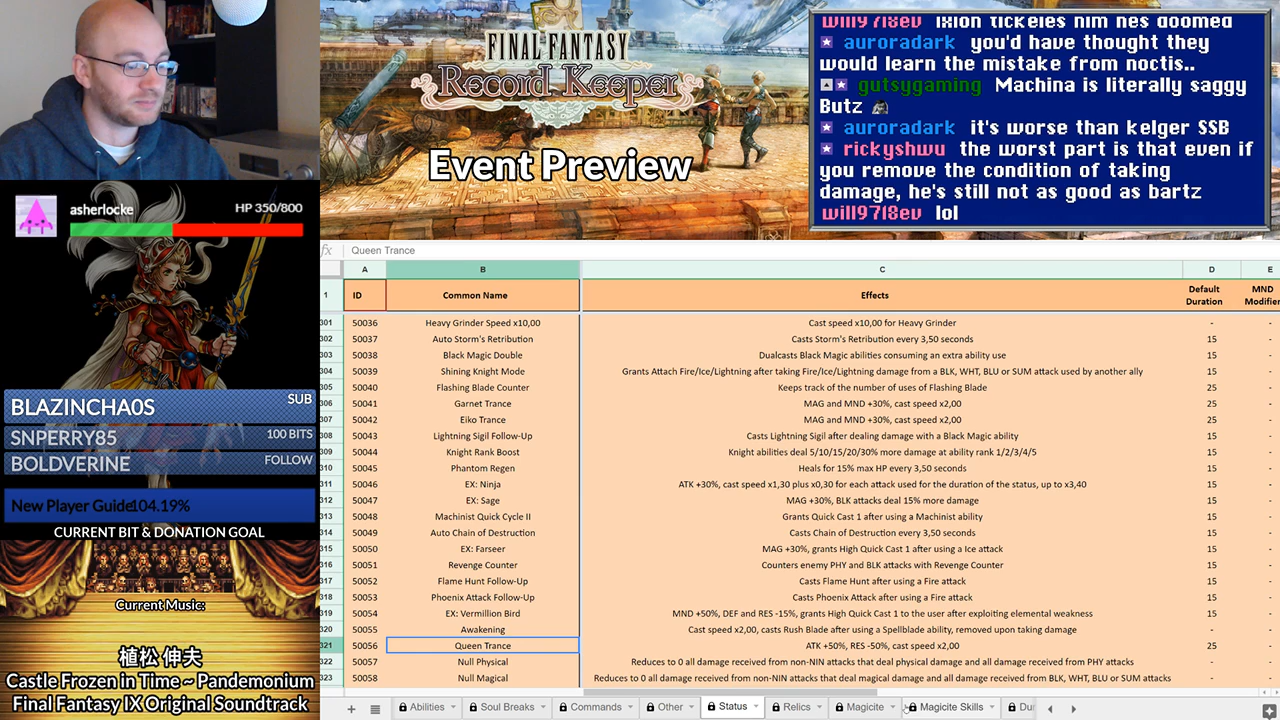 asherlocke HP 350/800
BLAZINCHA0S SUB
SNPERRY85 100 BITS
BOLDVERINE FOLLOW
New Player Guide104.19%
CURRENT BIT & DONATION GOAL
Current Music:
植松 伸夫
Castle Frozen in Time ~ Pandemonium
Final Fantasy IX Original Soundtrack
FINAL FANTASY
Record Keeper
Event Preview
will9718ev Ixion tickeles him hes doomed
auroradark you'd have thought they
would learn the mistake from noctis..
gutsygaming Machina is literally saggy
Butz
auroradark it's worse than kelger SSB
rickyshwu the worst part is that even if
you remove the condition of taking
damage, he's still not as good as bartz
will9718ev lol
fx Queen Trance
A B C D E
1 ID Common Name Effects Default Duration MND Modifier
301 50036 Heavy Grinder Speed x10,00 Cast speed x10,00 for Heavy Grinder - -
302 50037 Auto Storm's Retribution Casts Storm's Retribution every 3,50 seconds 15 -
303 50038 Black Magic Double Dualcasts Black Magic abilities consuming an extra ability use 15 -
304 50039 Shining Knight Mode Grants Attach Fire/Ice/Lightning after taking Fire/Ice/Lightning damage from a BLK, WHT, BLU or SUM attack used by another ally 15 -
305 50040 Flashing Blade Counter Keeps track of the number of uses of Flashing Blade 25 -
306 50041 Garnet Trance MAG and MND +30%, cast speed x2,00 25 -
307 50042 Eiko Trance MAG and MND +30%, cast speed x2,00 25 -
308 50043 Lightning Sigil Follow-Up Casts Lightning Sigil after dealing damage with a Black Magic ability 15 -
309 50044 Knight Rank Boost Knight abilities deal 5/10/15/20/30% more damage at ability rank 1/2/3/4/5 15 -
310 50045 Phantom Regen Heals for 15% max HP every 3,50 seconds 15 -
311 50046 EX: Ninja ATK +30%, cast speed x1,30 plus x0,30 for each attack used for the duration of the status, up to x3,40 15 -
312 50047 EX: Sage MAG +30%, BLK attacks deal 15% more damage 15 -
313 50048 Machinist Quick Cycle II Grants Quick Cast 1 after using a Machinist ability 15 -
314 50049 Auto Chain of Destruction Casts Chain of Destruction every 3,50 seconds 15 -
315 50050 EX: Farseer MAG +30%, grants High Quick Cast 1 after using a Ice attack 15 -
316 50051 Revenge Counter Counters enemy PHY and BLK attacks with Revenge Counter 15 -
317 50052 Flame Hunt Follow-Up Casts Flame Hunt after using a Fire attack 15 -
318 50053 Phoenix Attack Follow-Up Casts Phoenix Attack after using a Fire attack 15 -
319 50054 EX: Vermillion Bird MND +50%, DEF and RES -15%, grants High Quick Cast 1 to the user after exploiting elemental weakness 15 -
320 50055 Awakening Cast speed x2,00, casts Rush Blade after using a Spellblade ability, removed upon taking damage - -
321 50056 Queen Trance ATK +50%, RES -50%, cast speed x2,00 25 -
322 50057 Null Physical Reduces to 0 all damage received from non-NIN attacks that deal physical damage and all damage received from PHY attacks - -
323 50058 Null Magical Reduces to 0 all damage received from non-NIN attacks that deal magical damage and all damage received from BLK, WHT, BLU or SUM attacks - -
+ Abilities Soul Breaks Commands Other Status Relics Magicite Magicite Skills Du